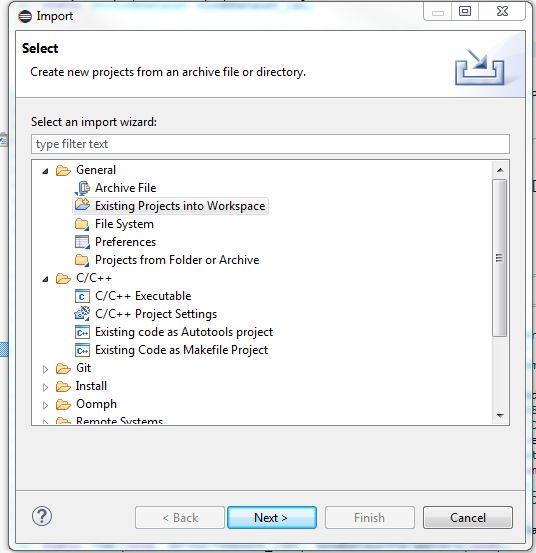 Import
Select
Create new projects from an archive file or directory.
Select an import wizard:
type filter text
General
Archive File
Existing Projects into Workspace
File System
Preferences
Projects from Folder or Archive
C/C++
C/C++ Executable
C/C++ Project Settings
Existing code as Autotools project
Existing Code as Makefile Project
Git
Install
Oomph
Remote Systems
?
< Back
Next >
Finish
Cancel